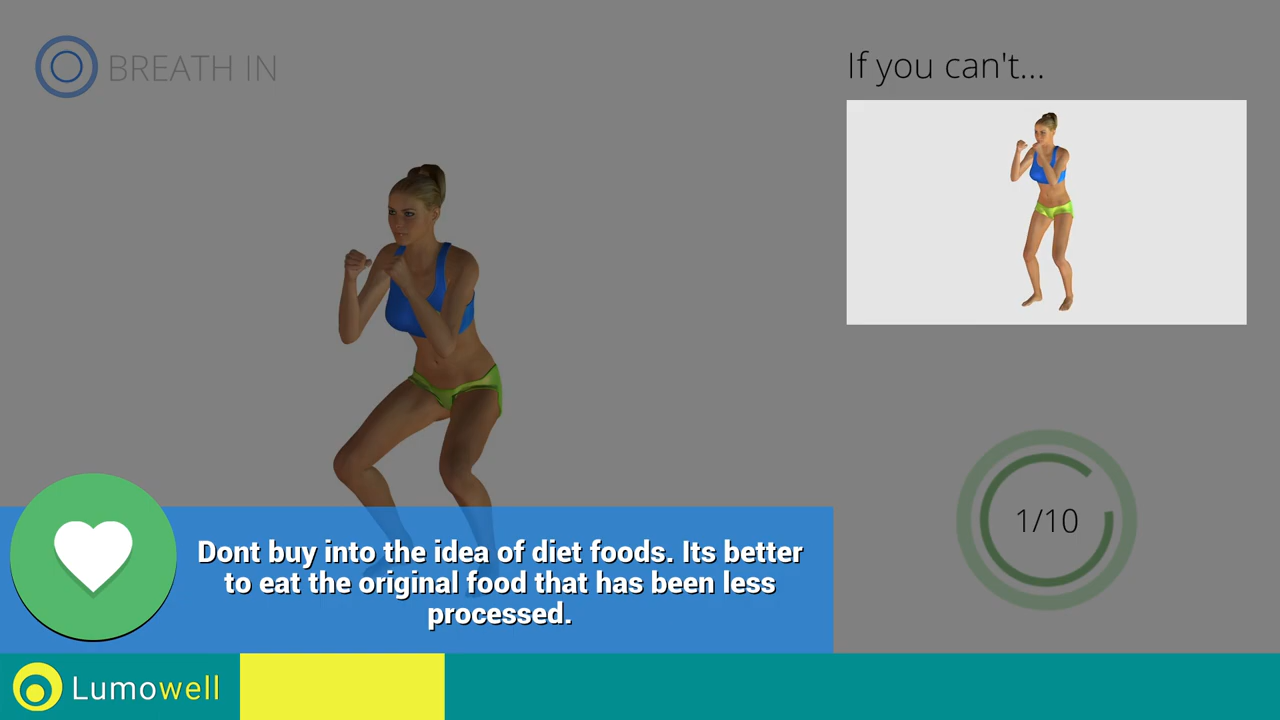 BREATH IN
If you can't...
1/10
Dont buy into the idea of diet foods. Its better
to eat the original food that has been less
processed.
Lumowell